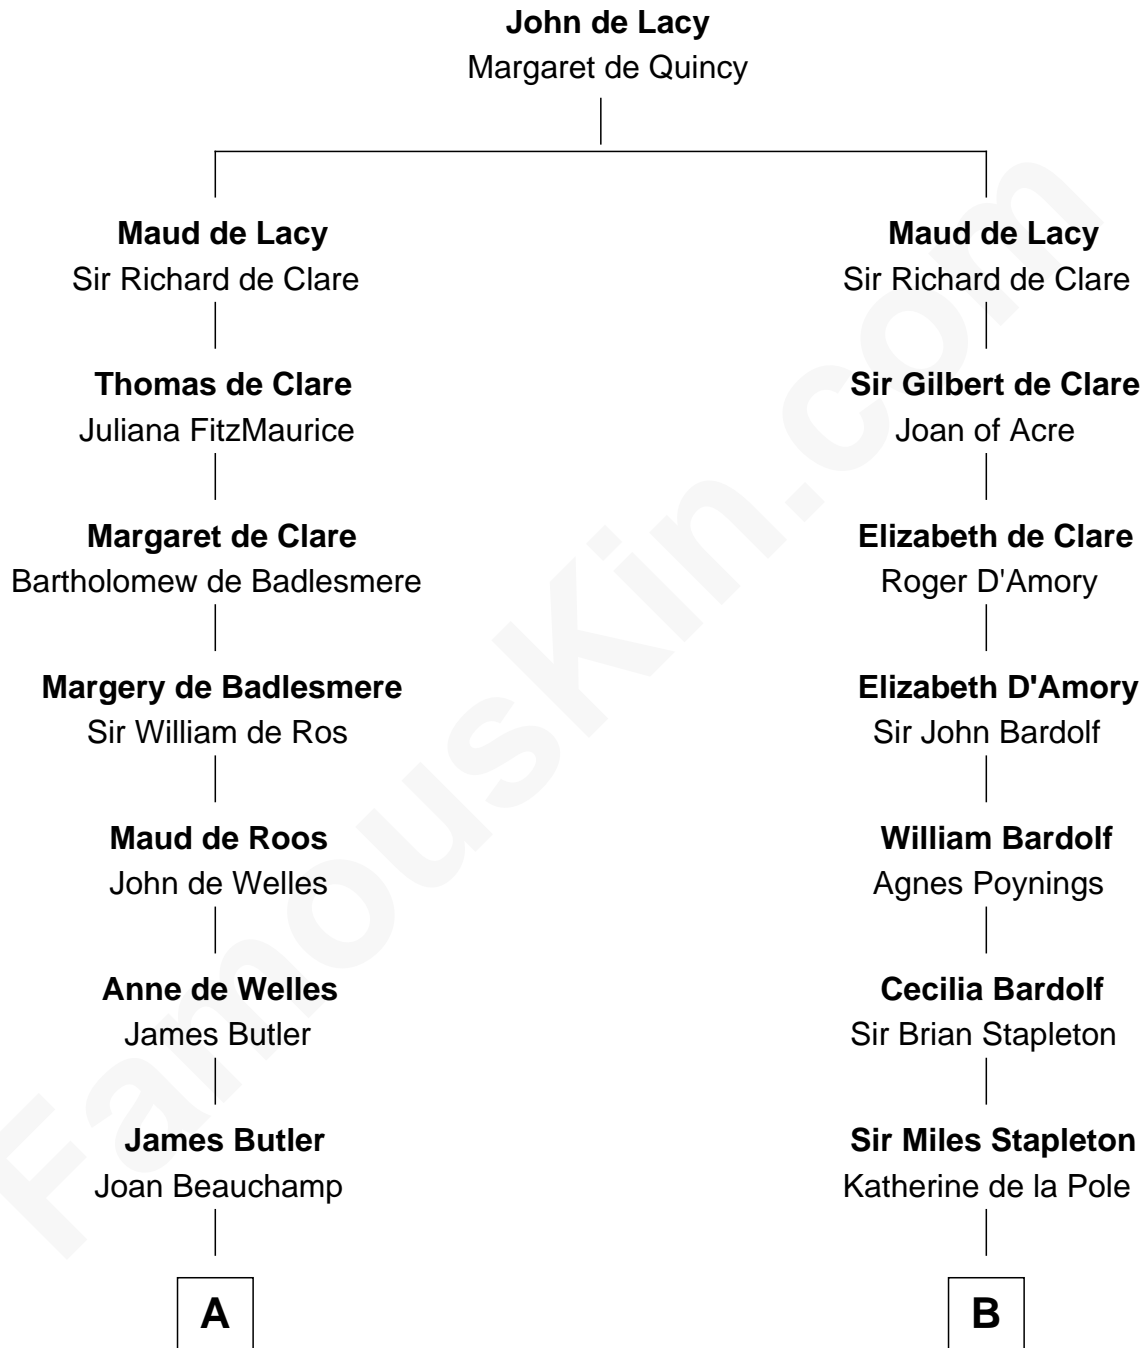 John de Lacy
Margaret de Quincy
Maud de Lacy
Sir Richard de Clare
Maud de Lacy
Sir Richard de Clare
Thomas de Clare
Juliana FitzMaurice
Sir Gilbert de Clare
Joan of Acre
Margaret de Clare
Bartholomew de Badlesmere
Elizabeth de Clare
Roger D'Amory
Margery de Badlesmere
Sir William de Ros
Elizabeth D'Amory
Sir John Bardolf
Maud de Roos
John de Welles
William Bardolf
Agnes Poynings
Anne de Welles
James Butler
Cecilia Bardolf
Sir Brian Stapleton
James Butler
Joan Beauchamp
Sir Miles Stapleton
Katherine de la Pole
A
B
FamousKin.com